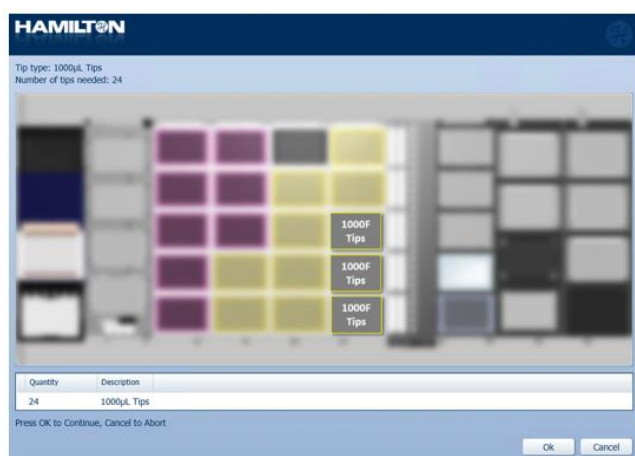 HAMILTON
Tip type: 1000µL Tips
Number of tips needed: 24
1000F
Tips
1000F
Tips
1000F
Tips
Quantity Description
24 1000µL Tips
Press OK to Continue, Cancel to Abort
Ok Cancel